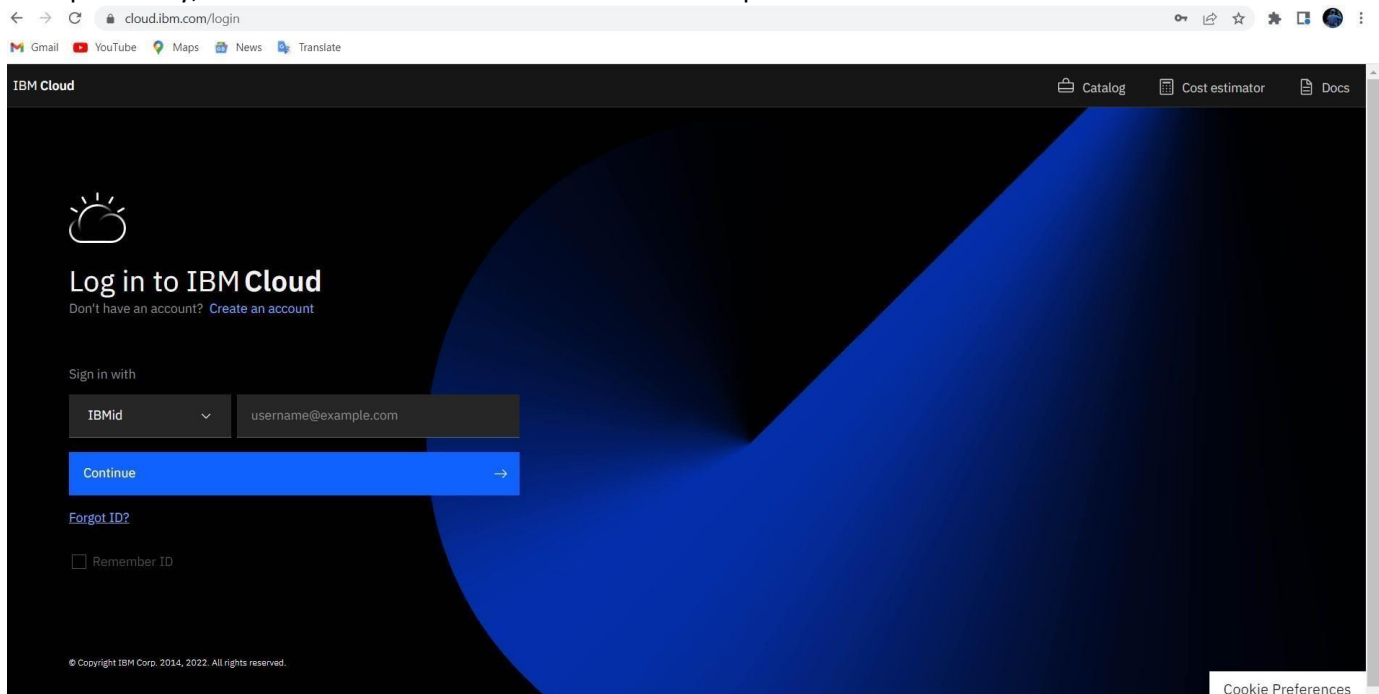 cloud.ibm.com/login
Gmail YouTube Maps News Translate
IBM Cloud Catalog Cost estimator Docs
Log in to IBM Cloud
Don't have an account? Create an account
Sign in with
IBMid username@example.com
Continue
Forgot ID?
Remember ID
© Copyright IBM Corp. 2014, 2022. All rights reserved.
Cookie Preferences